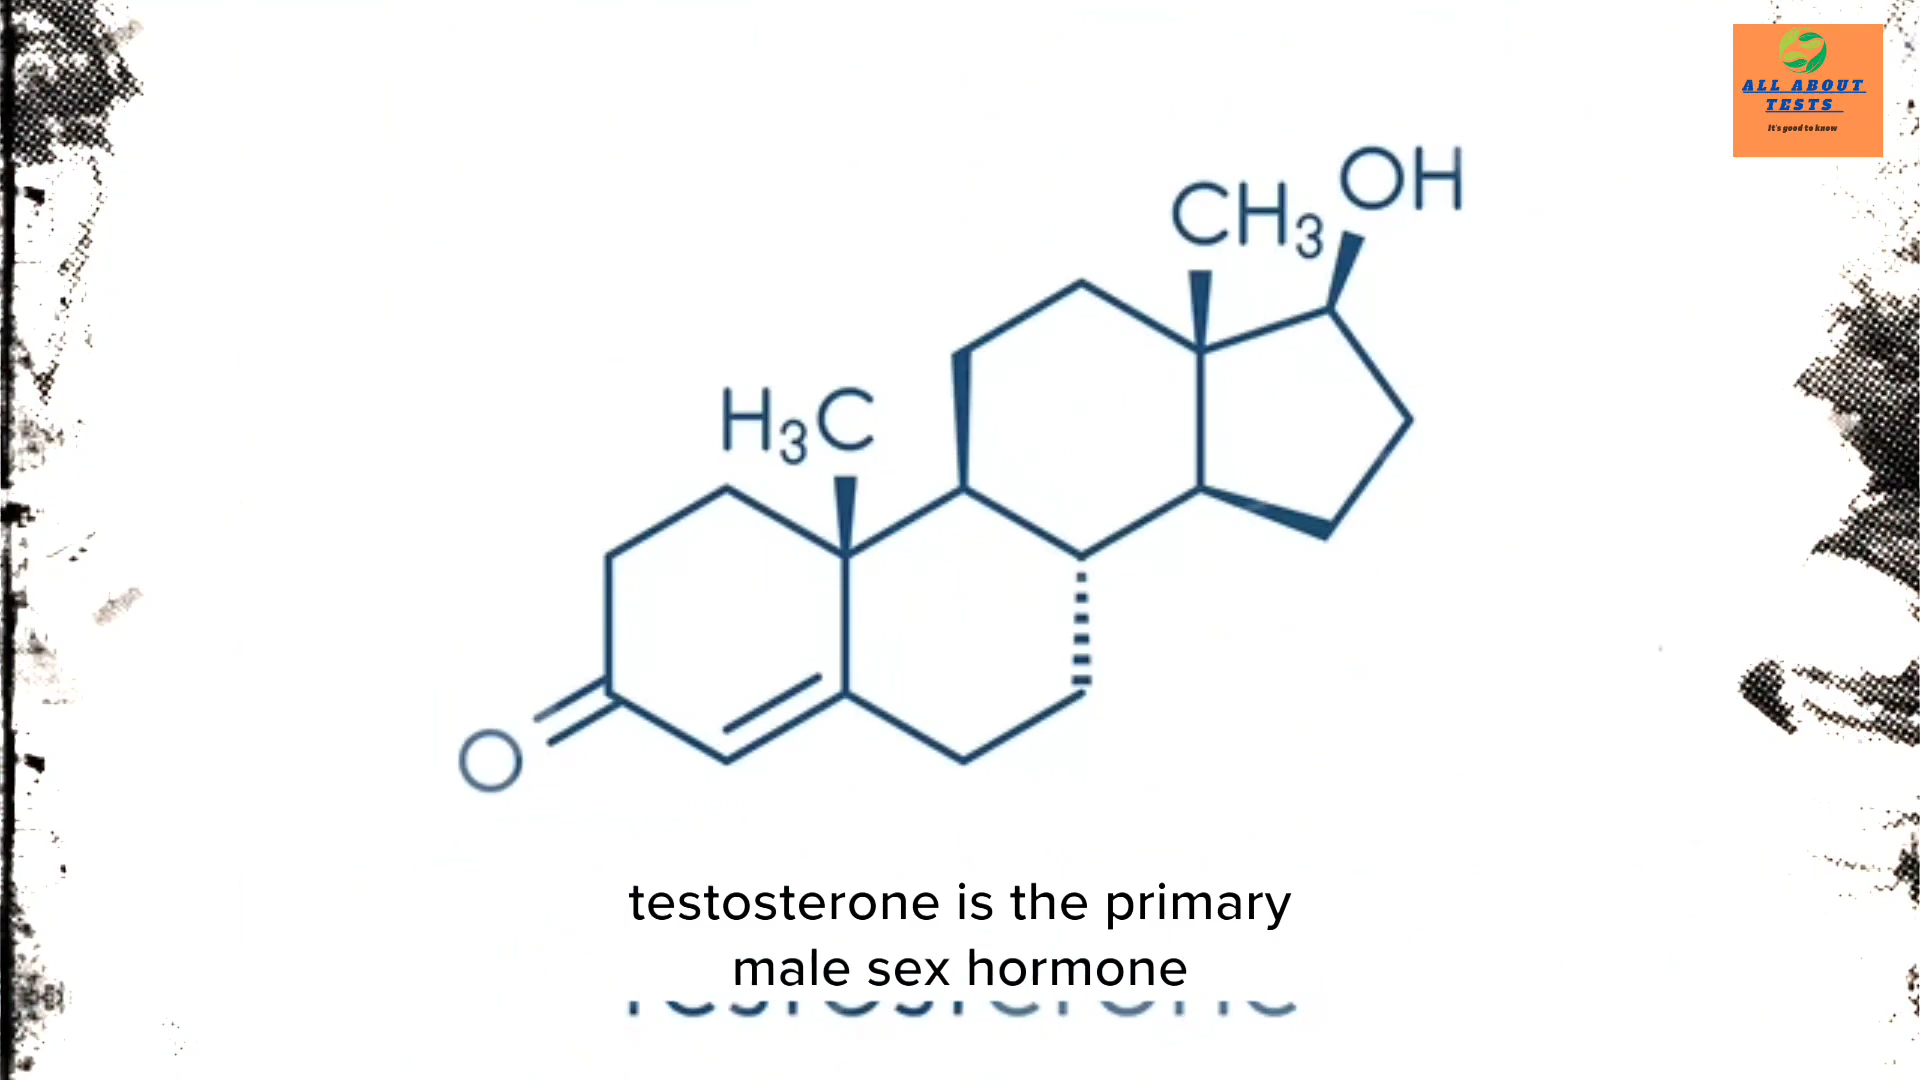 ALL ABOUT
TESTS
It's good to know
OH
CH3
H3C
O
testosterone is the primary
male sex hormone